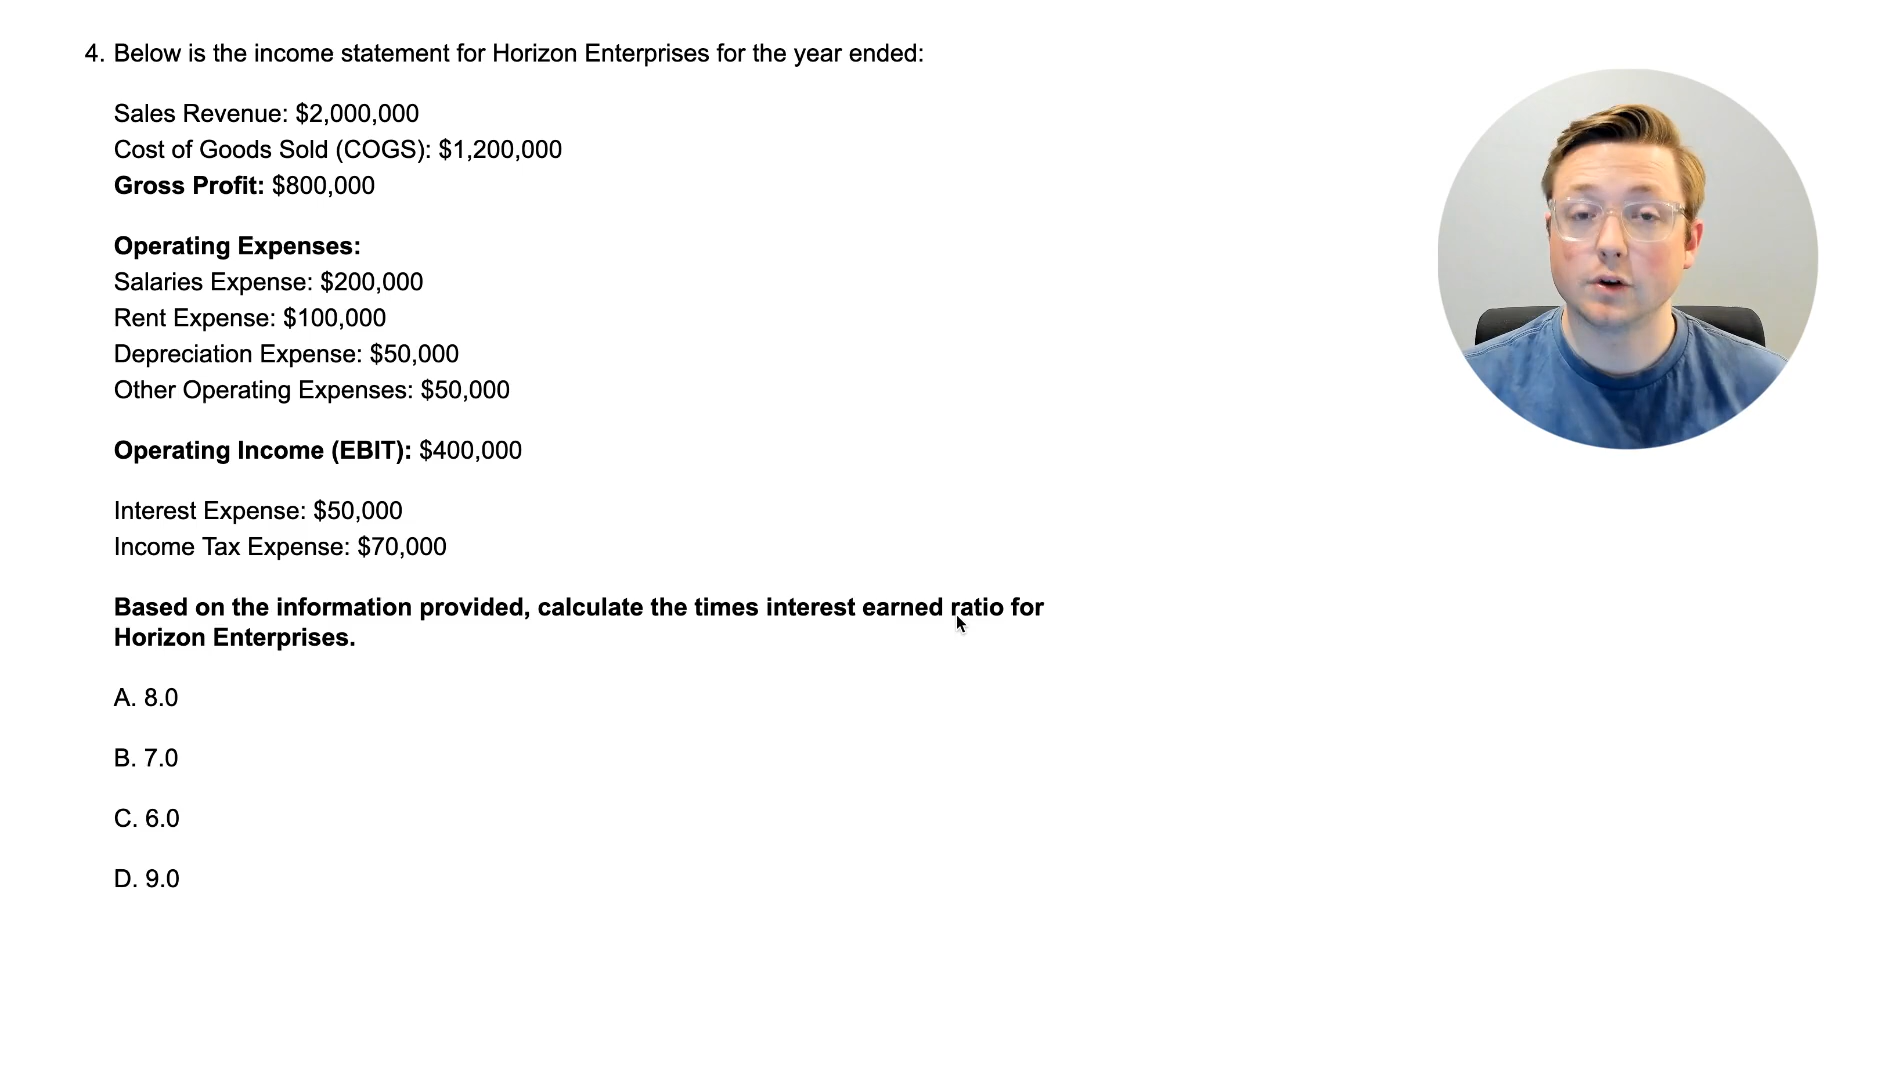 4. Below is the income statement for Horizon Enterprises for the year ended:
Sales Revenue: $2,000,000
Cost of Goods Sold (COGS): $1,200,000
Gross Profit: $800,000
Operating Expenses:
Salaries Expense: $200,000
Rent Expense: $100,000
Depreciation Expense: $50,000
Other Operating Expenses: $50,000
Operating Income (EBIT): $400,000
Interest Expense: $50,000
Income Tax Expense: $70,000
Based on the information provided, calculate the times interest earned ratio for
Horizon Enterprises.
A. 8.0
B. 7.0
C. 6.0
D. 9.0